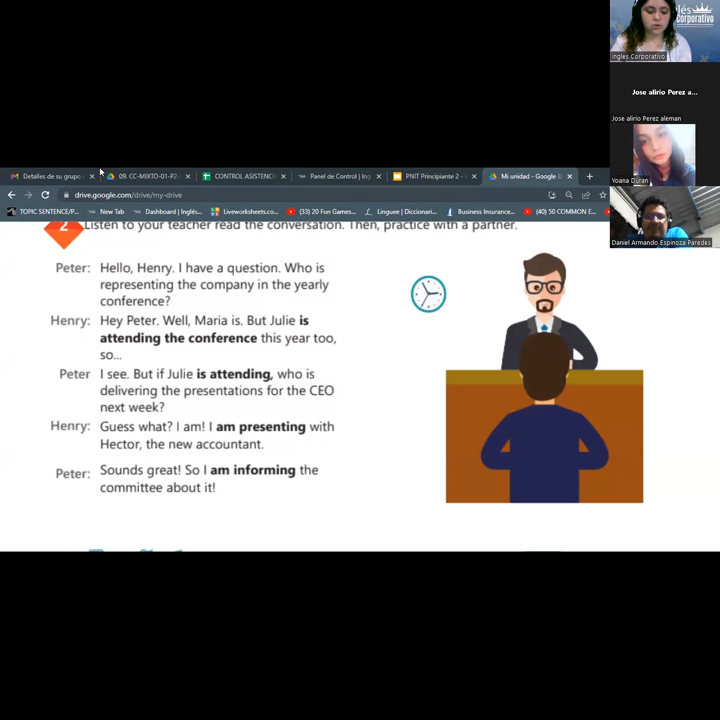 lés
Corporativo
Ingles Corporativo
Jose alirio Perez a...
Jose alirio Perez aleman
Yoana Duran
Daniel Armando Espinoza Paredes
Detalles de su grupo
09. CC-MIXTO-01-P2-
CONTROL ASISTENC
Panel de Control | Ing
PNIT Principiante 2 -
Mi unidad - Google D
drive.google.com/drive/my-drive
TOPIC SENTENCE/P...
New Tab
Dashboard | Inglés...
Liveworksheets.co...
(33) 20 Fun Games...
Linguee | Diccionari...
Business Insurance...
(40) 50 COMMON E...
2 Listen to your teacher read the conversation. Then, practice with a partner.
Peter: Hello, Henry. I have a question. Who is
representing the company in the yearly
conference?
Henry: Hey Peter. Well, Maria is. But Julie is
attending the conference this year too,
so...
Peter I see. But if Julie is attending, who is
delivering the presentations for the CEO
next week?
Henry: Guess what? I am! I am presenting with
Hector, the new accountant.
Peter: Sounds great! So I am informing the
committee about it!